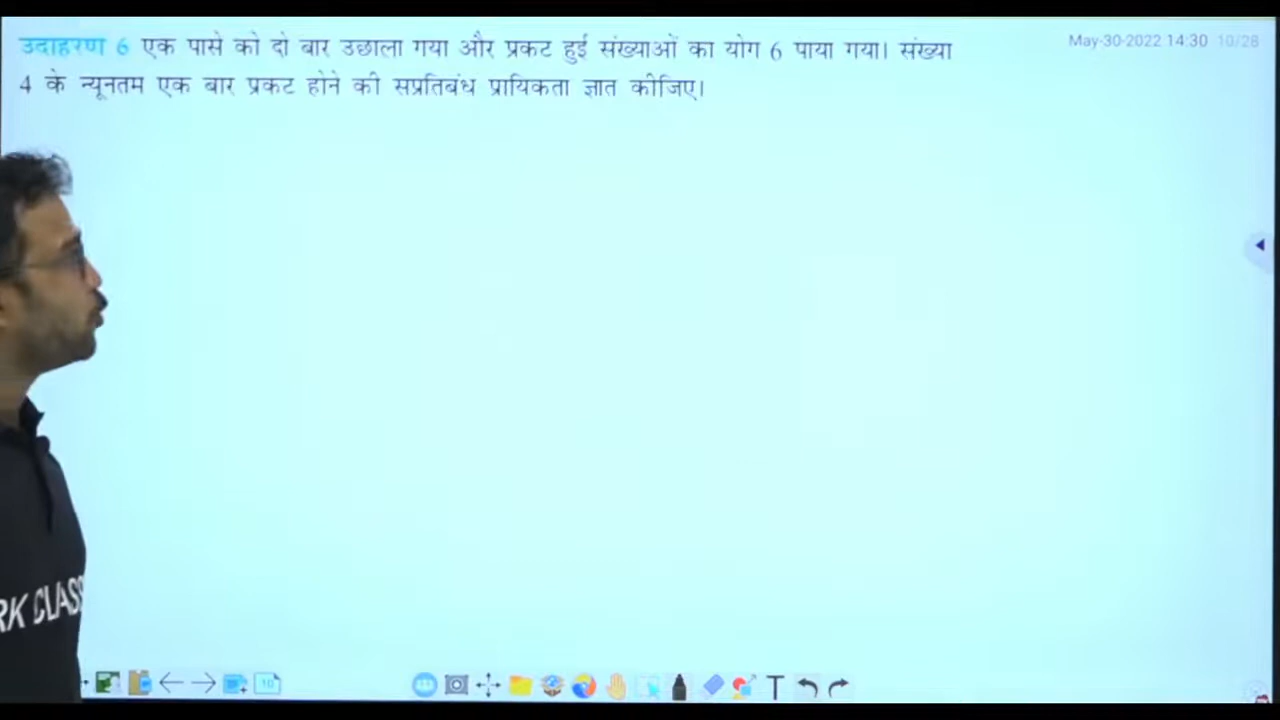 उदाहरण 6 एक पासे को दो बार उछाला गया और प्रकट हुई संख्याओं का योग 6 पाया गया। संख्या
4 के न्यूनतम एक बार प्रकट होने की सप्रतिबंध प्रायिकता ज्ञात कीजिए।
May-30-2022 14:30 10/28
RK CLASS
10
T